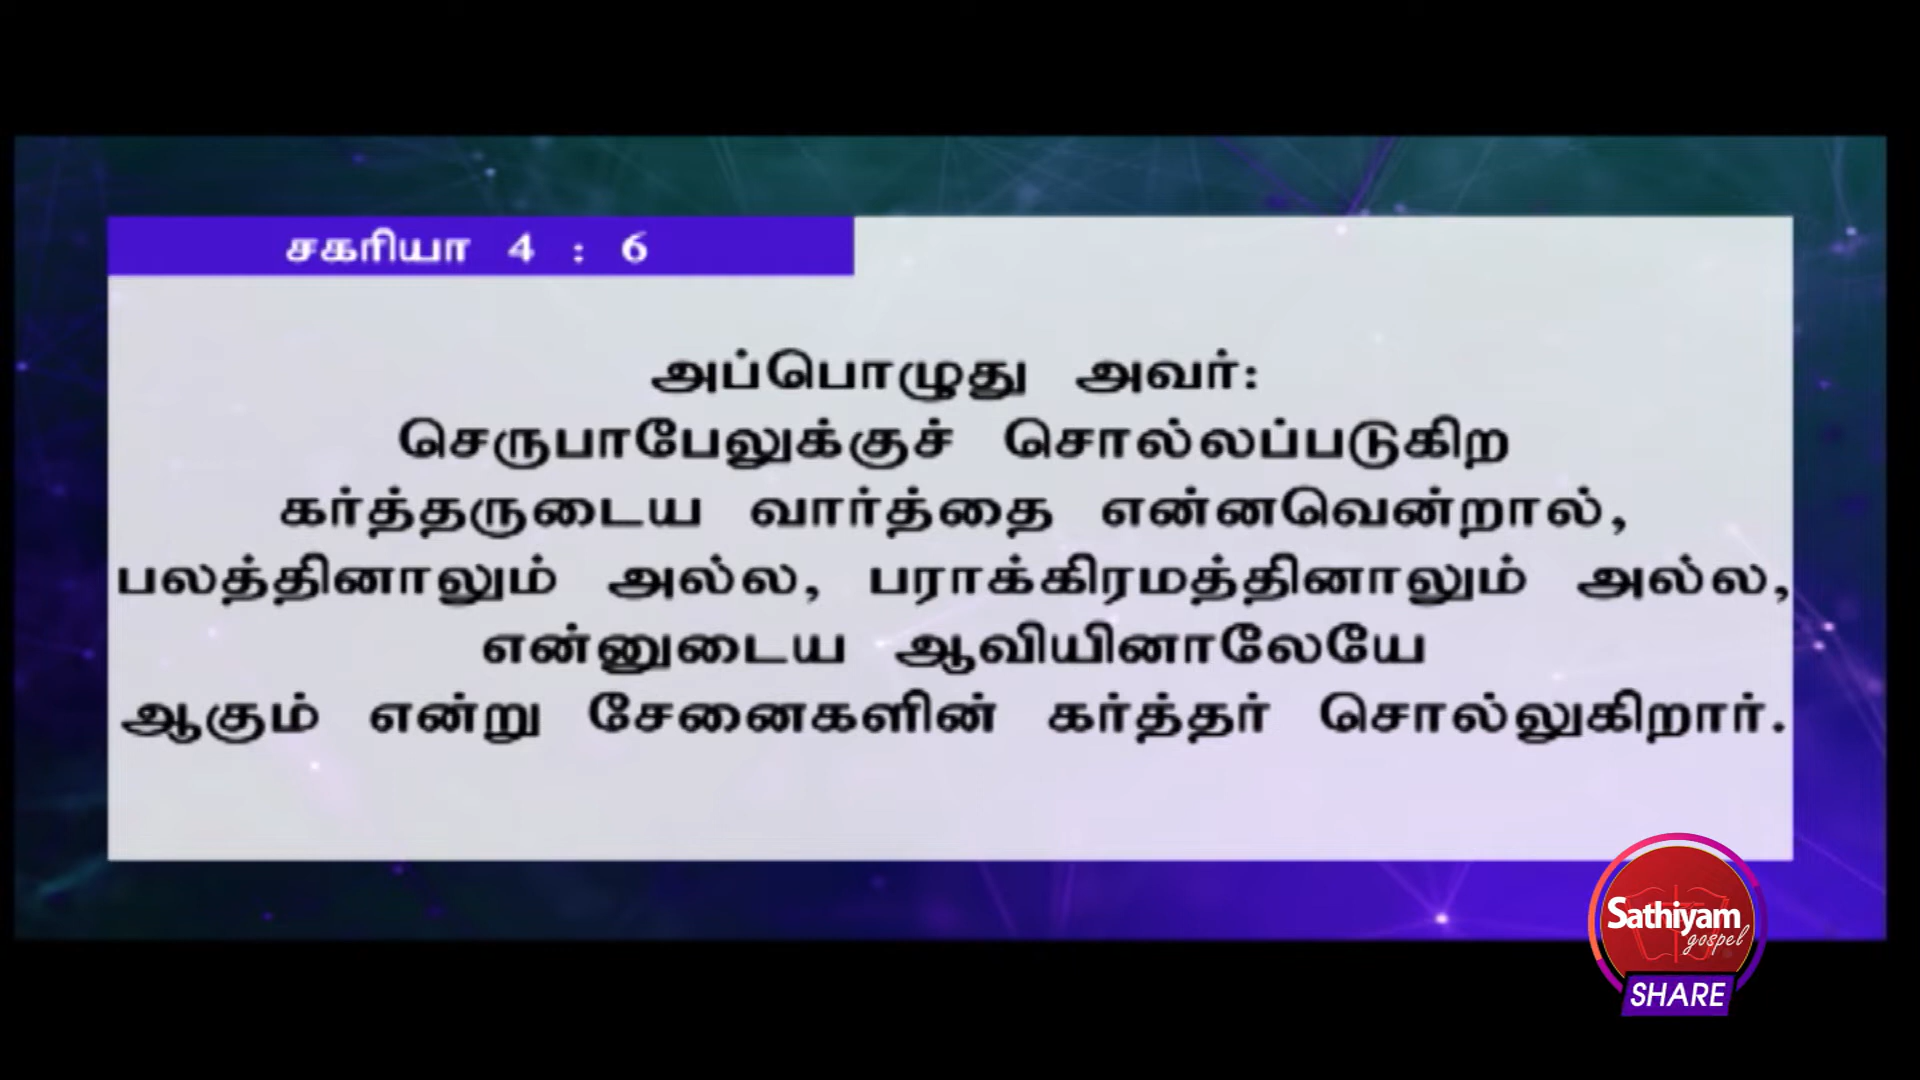 சகரியா 4 : 6
அப்பொழுது அவர்:
செருபாபேலுக்குச் சொல்லப்படுகிற
கர்த்தருடைய வார்த்தை என்னவென்றால்,
பலத்தினாலும் அல்ல, பராக்கிரமத்தினாலும் அல்ல,
என்னுடைய ஆவியினாலேயே
ஆகும் என்று சேனைகளின் கர்த்தர் சொல்லுகிறார்.
Sathiyam
gospel
SHARE